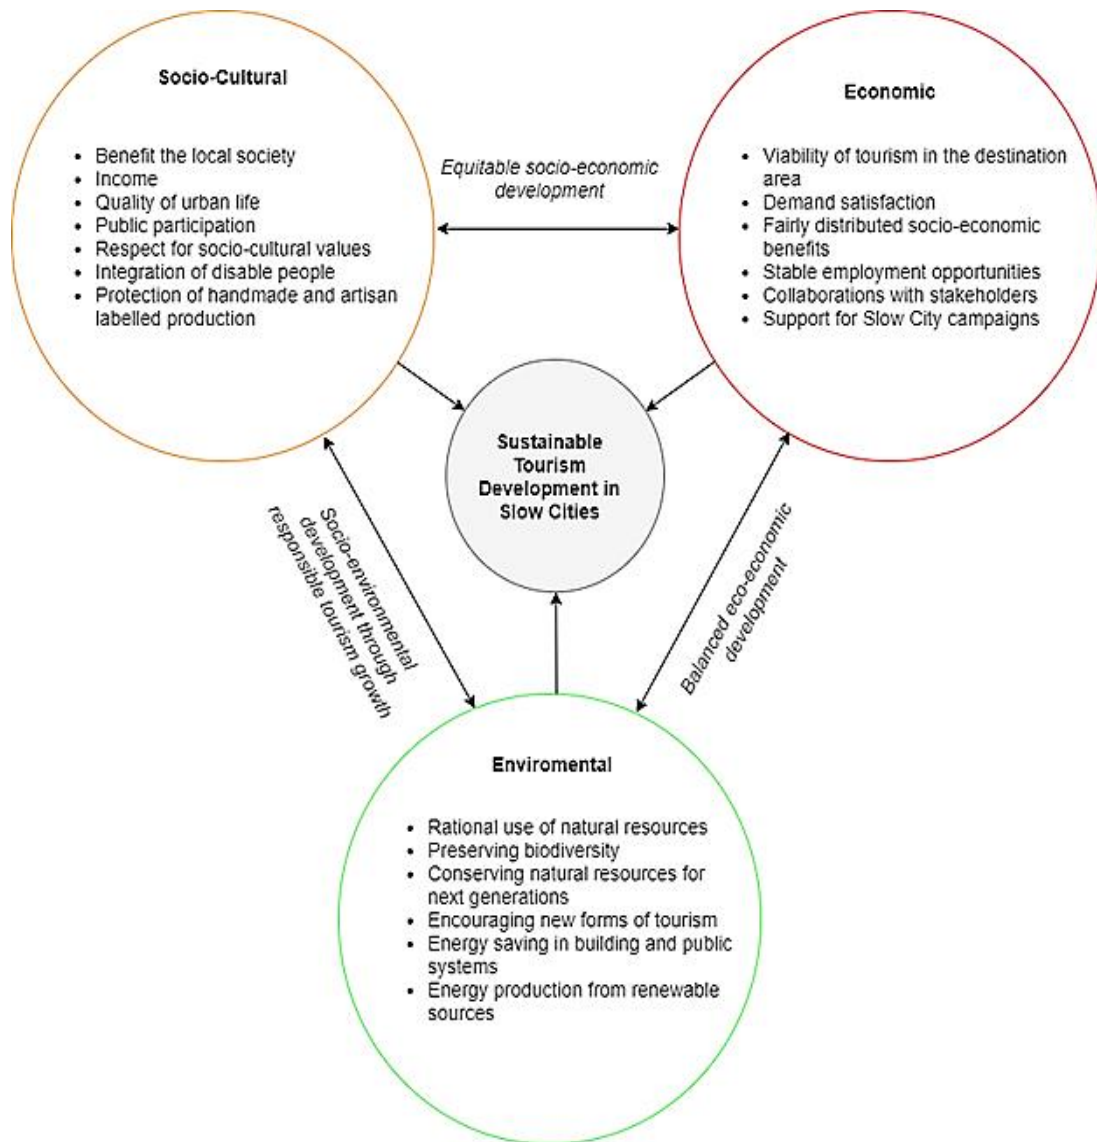 Socio-Cultural
• Benefit the local society
• Income
• Quality of urban life
• Public participation
• Respect for socio-cultural values
• Integration of disable people
• Protection of handmade and artisan
labelled production
Equitable socio-economic
development
Economic
• Viability of tourism in the destination
area
• Demand satisfaction
• Fairly distributed socio-economic
benefits
• Stable employment opportunities
• Collaborations with stakeholders
• Support for Slow City campaigns
Sustainable
Tourism
Development in
Slow Cities
Socio-environmental
development through
responsible tourism growth
Balanced eco-economic
development
Enviromental
• Rational use of natural resources
• Preserving biodiversity
• Conserving natural resources for
next generations
• Encouraging new forms of tourism
• Energy saving in building and public
systems
• Energy production from renewable
sources